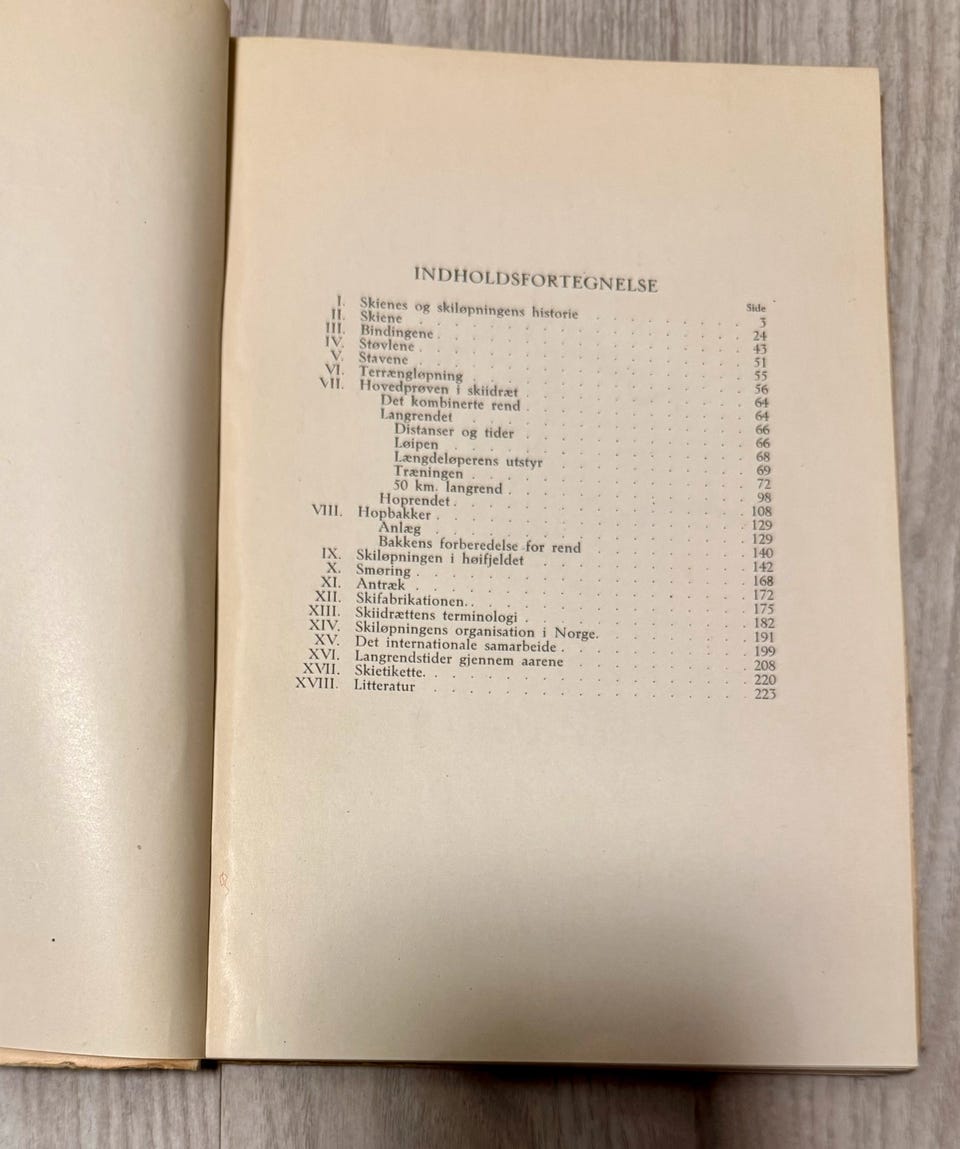 INDHOLDSFORTEGNELSE
Side
I. Skienes og skiløpningens historie . . . . . 3
II. Skiene . . . . . . . . . . 24
III. Bindingene . . . . . . . . . . 43
IV. Støvlene . . . . . . . . . . 51
V. Stavene . . . . . . . . . . 55
VI. Terrængløpning . . . . . . . . . 56
VII. Hovedprøven i skiidræt . . . . . . . 64
Det kombinerte rend . . . . . . . 64
Langrendet . . . . . . . . . 66
Distanser og tider . . . . . . . 66
Løipen . . . . . . . . . 68
Længdeløperens utstyr . . . . . . 69
Træningen . . . . . . . . 72
50 km. langrend . . . . . . . 98
Hoprendet . . . . . . . . . 108
VIII. Hopbakker . . . . . . . . . 129
Anlæg . . . . . . . . . 129
Bakkens forberedelse for rend . . . . . 140
IX. Skiløpningen i høifjeldet . . . . . . 142
X. Smøring . . . . . . . . . . 168
XI. Antræk . . . . . . . . . . 172
XII. Skifabrikationen. . . . . . . . . 175
XIII. Skiidrættens terminologi . . . . . . . 182
XIV. Skiløpningens organisation i Norge. . . . . 191
XV. Det internationale samarbeide . . . . . . 199
XVI. Langrendstider gjennem aarene . . . . . 208
XVII. Skietikette. . . . . . . . . . 220
XVIII. Litteratur . . . . . . . . . 223